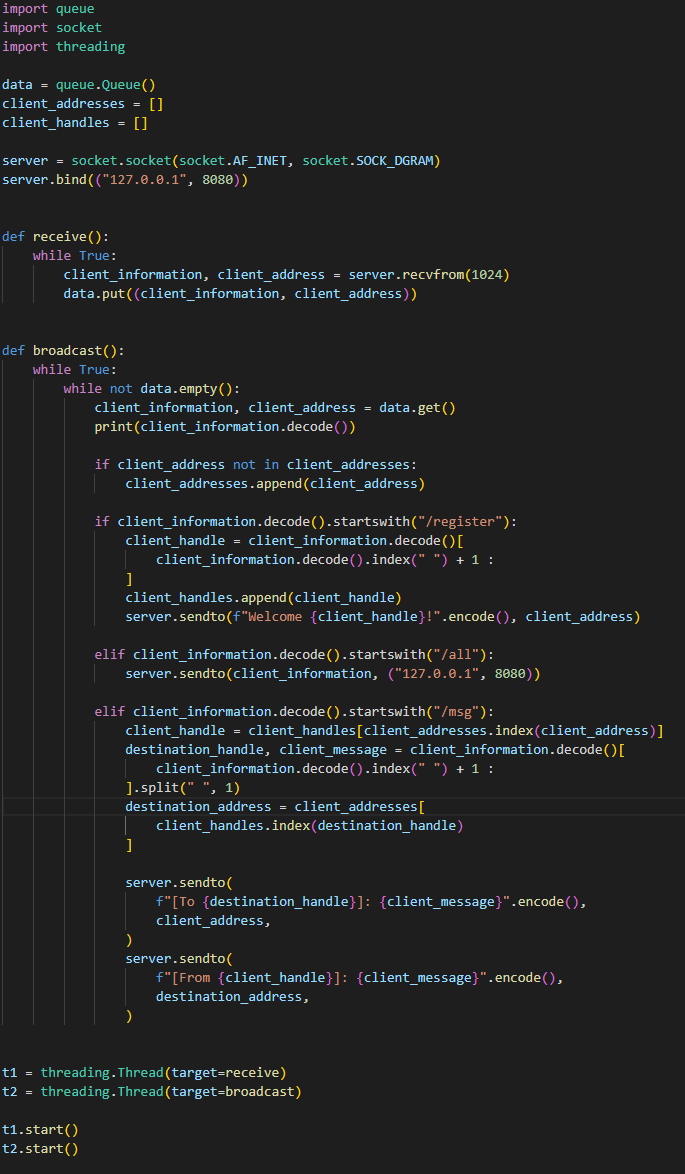 import queue
import socket
import threading

data = queue.Queue()
client_addresses = []
client_handles = []

server = socket.socket(socket.AF_INET, socket.SOCK_DGRAM)
server.bind(("127.0.0.1", 8080))


def receive():
    while True:
        client_information, client_address = server.recvfrom(1024)
        data.put((client_information, client_address))


def broadcast():
    while True:
        while not data.empty():
            client_information, client_address = data.get()
            print(client_information.decode())

            if client_address not in client_addresses:
                client_addresses.append(client_address)

            if client_information.decode().startswith("/register"):
                client_handle = client_information.decode()[
                    client_information.decode().index(" ") + 1 :
                ]
                client_handles.append(client_handle)
                server.sendto(f"Welcome {client_handle}!".encode(), client_address)

            elif client_information.decode().startswith("/all"):
                server.sendto(client_information, ("127.0.0.1", 8080))

            elif client_information.decode().startswith("/msg"):
                client_handle = client_handles[client_addresses.index(client_address)]
                destination_handle, client_message = client_information.decode()[
                    client_information.decode().index(" ") + 1 :
                ].split(" ", 1)
                destination_address = client_addresses[
                    client_handles.index(destination_handle)
                ]

                server.sendto(
                    f"[To {destination_handle}]: {client_message}".encode(),
                    client_address,
                )
                server.sendto(
                    f"[From {client_handle}]: {client_message}".encode(),
                    destination_address,
                )


t1 = threading.Thread(target=receive)
t2 = threading.Thread(target=broadcast)

t1.start()
t2.start()